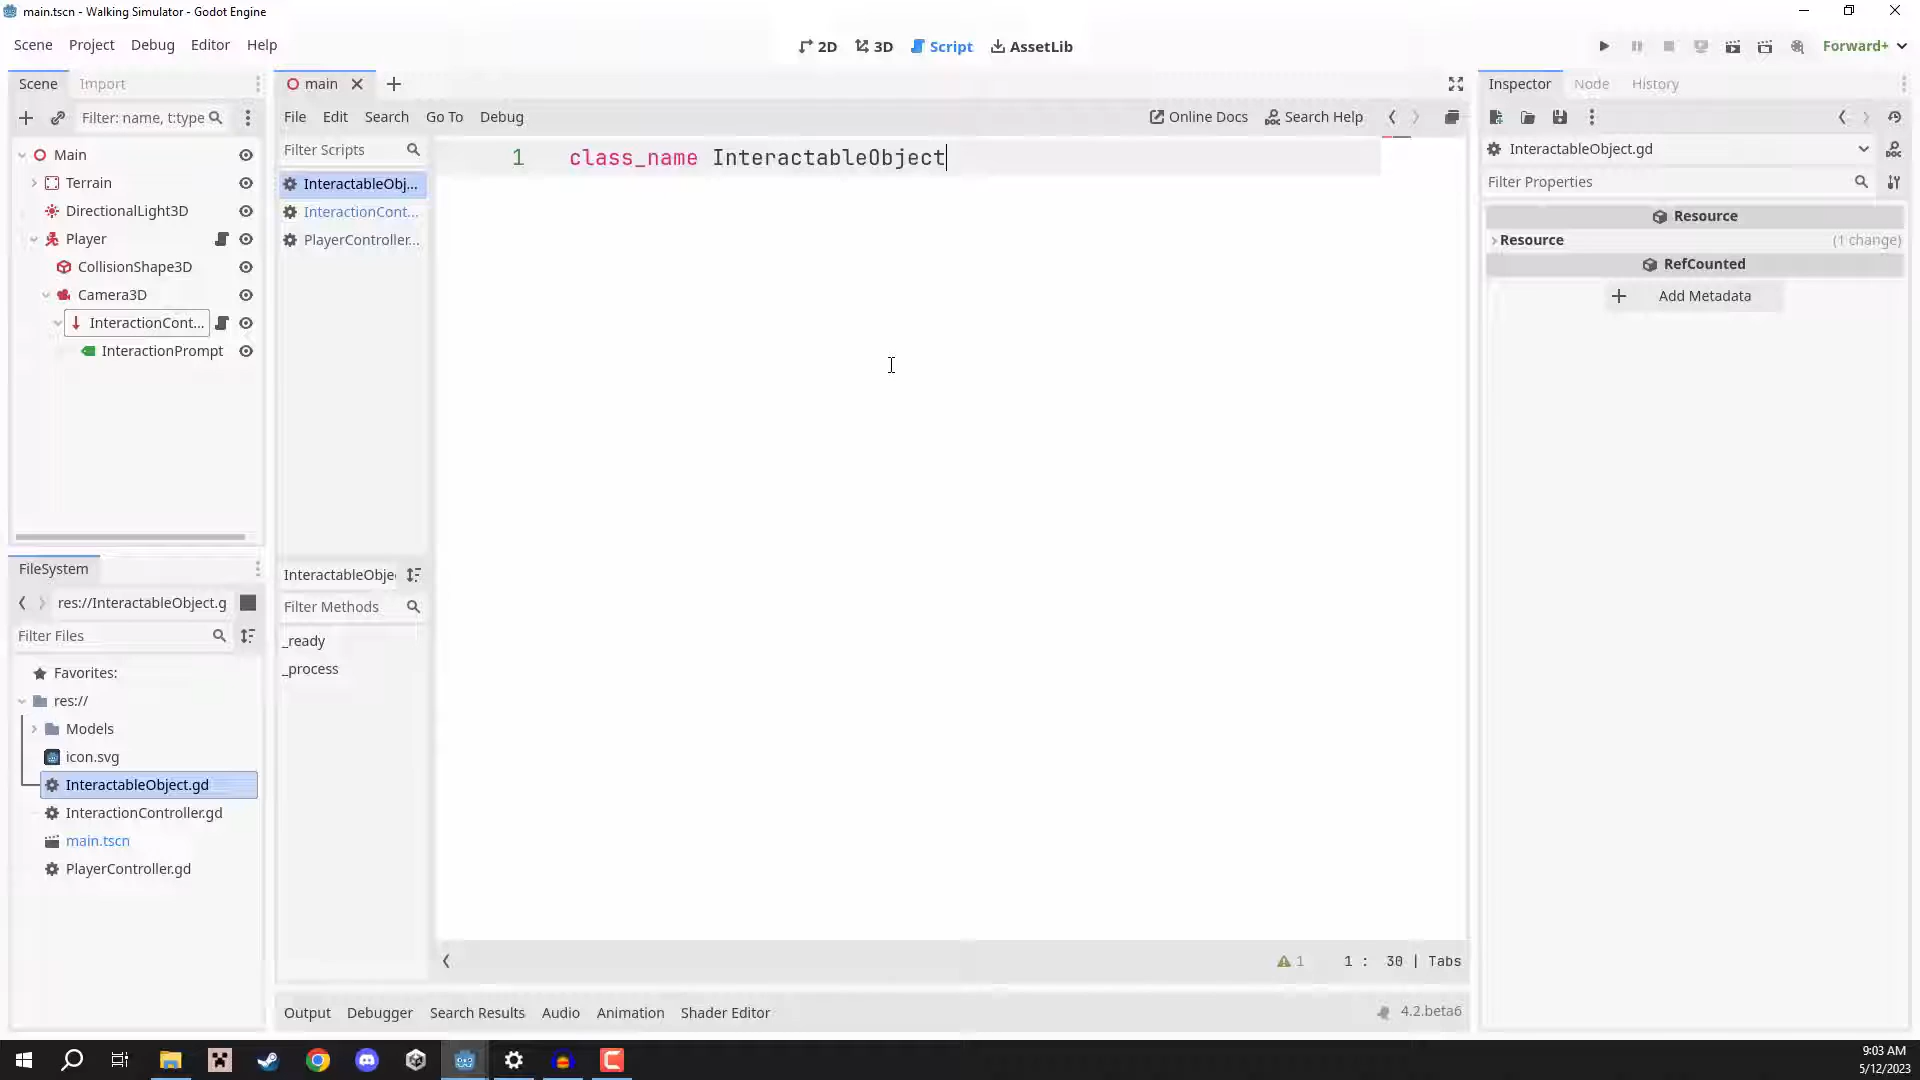 main.tscn - Walking Simulator - Godot Engine
Scene Project Debug Editor Help
2D 3D Script AssetLib
Forward+
Scene Import
Filter: name, t:type
Main
Terrain
DirectionalLight3D
Player
CollisionShape3D
Camera3D
InteractionCont...
InteractionPrompt
FileSystem
res://InteractableObject.g
Filter Files
Favorites:
res://
Models
icon.svg
InteractableObject.gd
InteractionController.gd
main.tscn
PlayerController.gd
main
File Edit Search Go To Debug
Online Docs Search Help
Filter Scripts
InteractableObj...
InteractionCont...
PlayerController...
InteractableObje
Filter Methods
_ready
_process
1 class_name InteractableObject
1 1 : 30 | Tabs
Output Debugger Search Results Audio Animation Shader Editor
4.2.beta6
Inspector Node History
InteractableObject.gd
Filter Properties
Resource
Resource (1 change)
RefCounted
+ Add Metadata
9:03 AM
5/12/2023